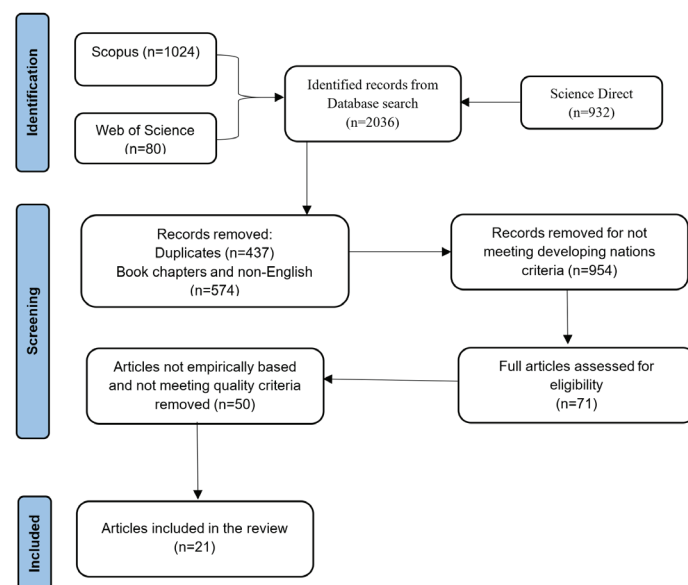 Identification
Scopus (n=1024)
Web of Science
(n=80)
Identified records from
Database search
(n=2036)
Science Direct
(n=932)
Screening
Records removed:
Duplicates (n=437)
Book chapters and non-English
(n=574)
Records removed for not
meeting developing nations
criteria (n=954)
Articles not empirically based
and not meeting quality criteria
removed (n=50)
Full articles assessed for
eligibility
(n=71)
Included
Articles included in the review
(n=21)